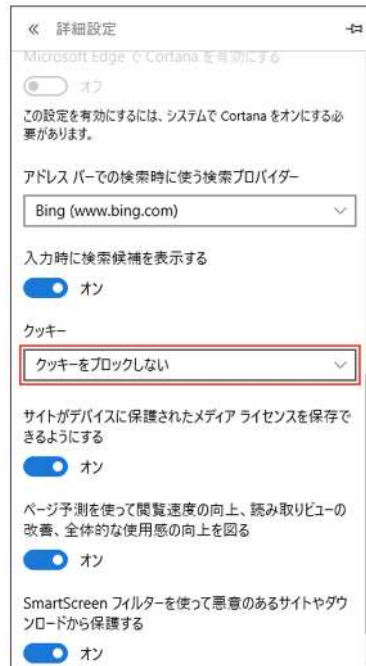 « 詳細設定
Microsoft Edge で Cortana を有効にする
オフ
この設定を有効にするには、システムで Cortana をオンにする必
要があります。
アドレス バーでの検索時に使う検索プロバイダー
Bing (www.bing.com)
入力時に検索候補を表示する
オン
クッキー
クッキーをブロックしない
サイトがデバイスに保護されたメディア ライセンスを保存で
きるようにする
オン
ページ予測を使って閲覧速度の向上、読み取りビューの
改善、全体的な使用感の向上を図る
オン
SmartScreen フィルターを使って悪意のあるサイトやダウ
ンロードから保護する
オン